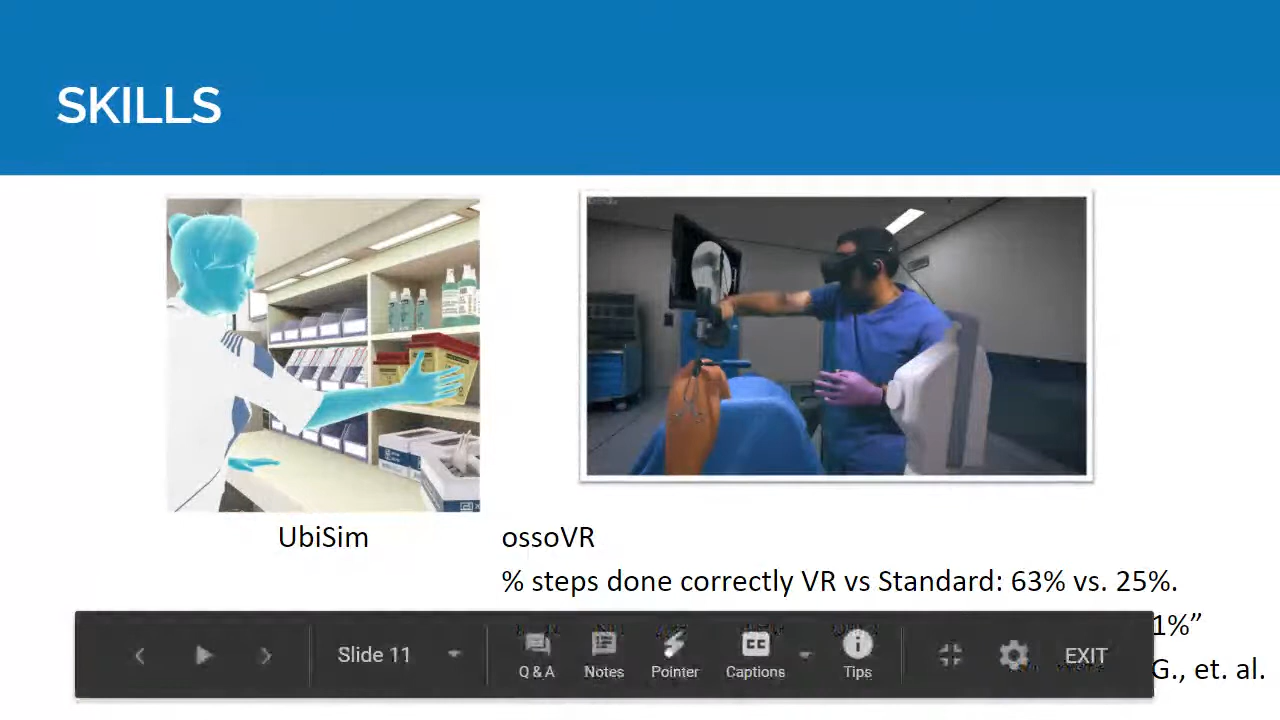 SKILLS
UbiSim
ossoVR
% steps done correctly VR vs Standard: 63% vs. 25%.
1%”
G., et. al.
Slide 11
Q & A
Notes
Pointer
CC
Captions
Tips
EXIT